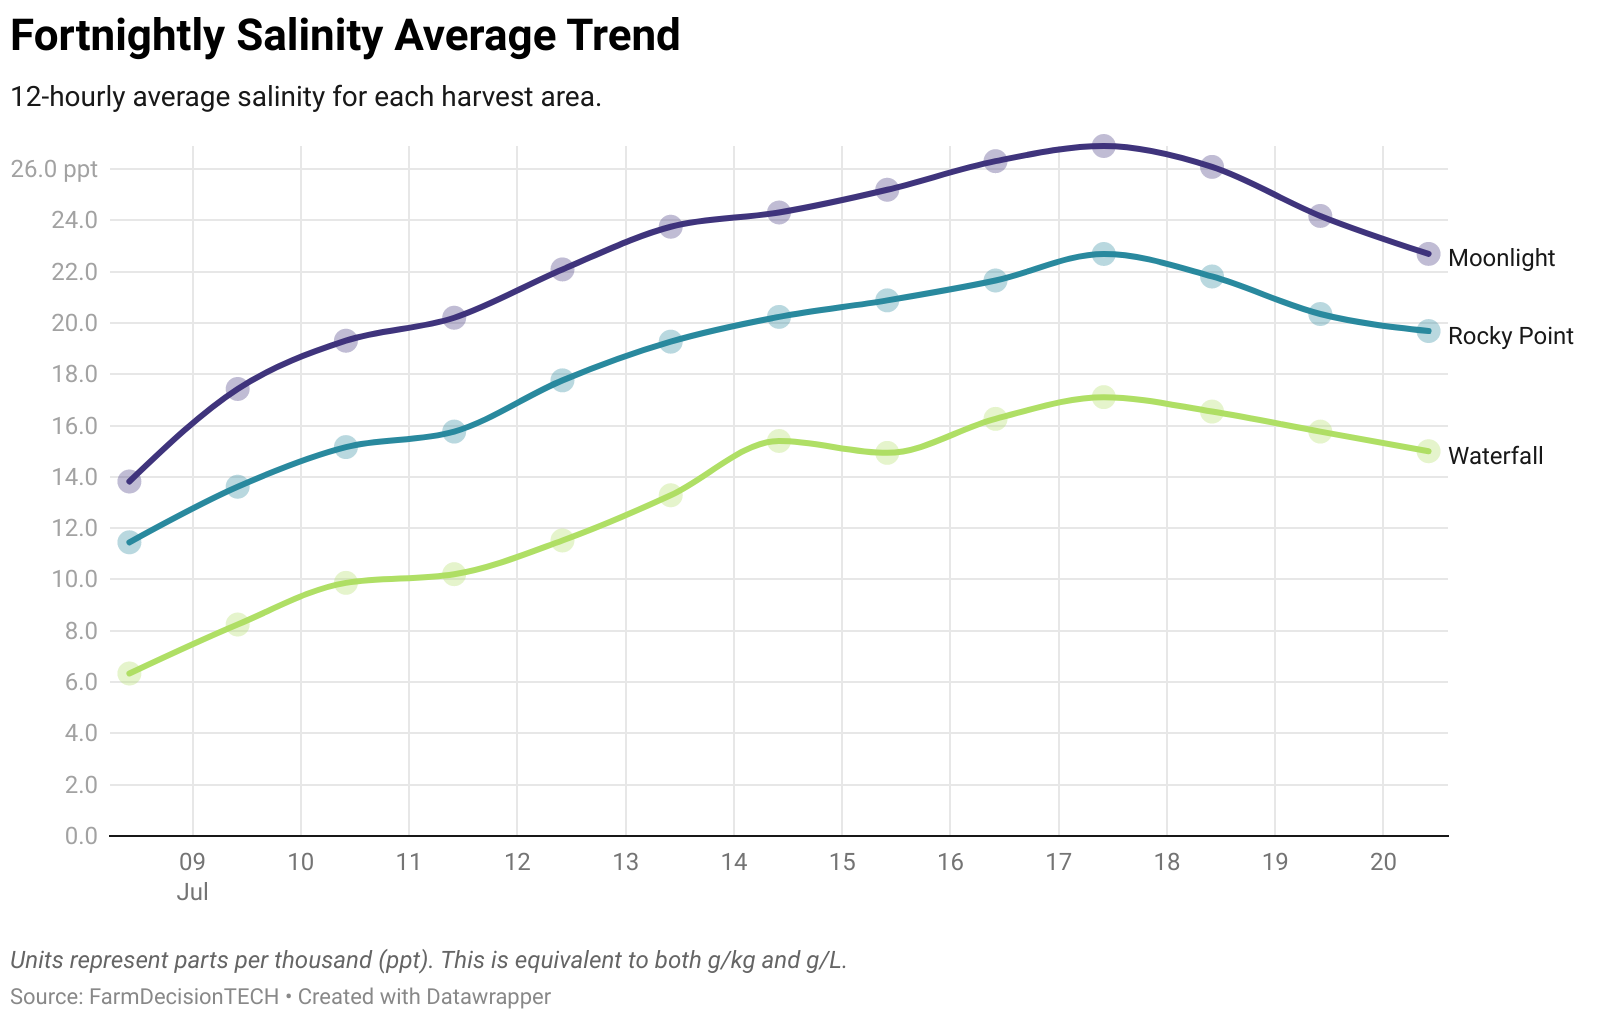 Fortnightly Salinity Average Trend
12-hourly average salinity for each harvest area.
26.0 ppt
24.0
22.0
20.0
18.0
16.0
14.0
12.0
10.0
8.0
6.0
4.0
2.0
0.0
Moonlight
Rocky Point
Waterfall
09 10 11 12 13 14 15 16 17 18 19 20
Jul
Units represent parts per thousand (ppt). This is equivalent to both g/kg and g/L.
Source: FarmDecisionTECH • Created with Datawrapper